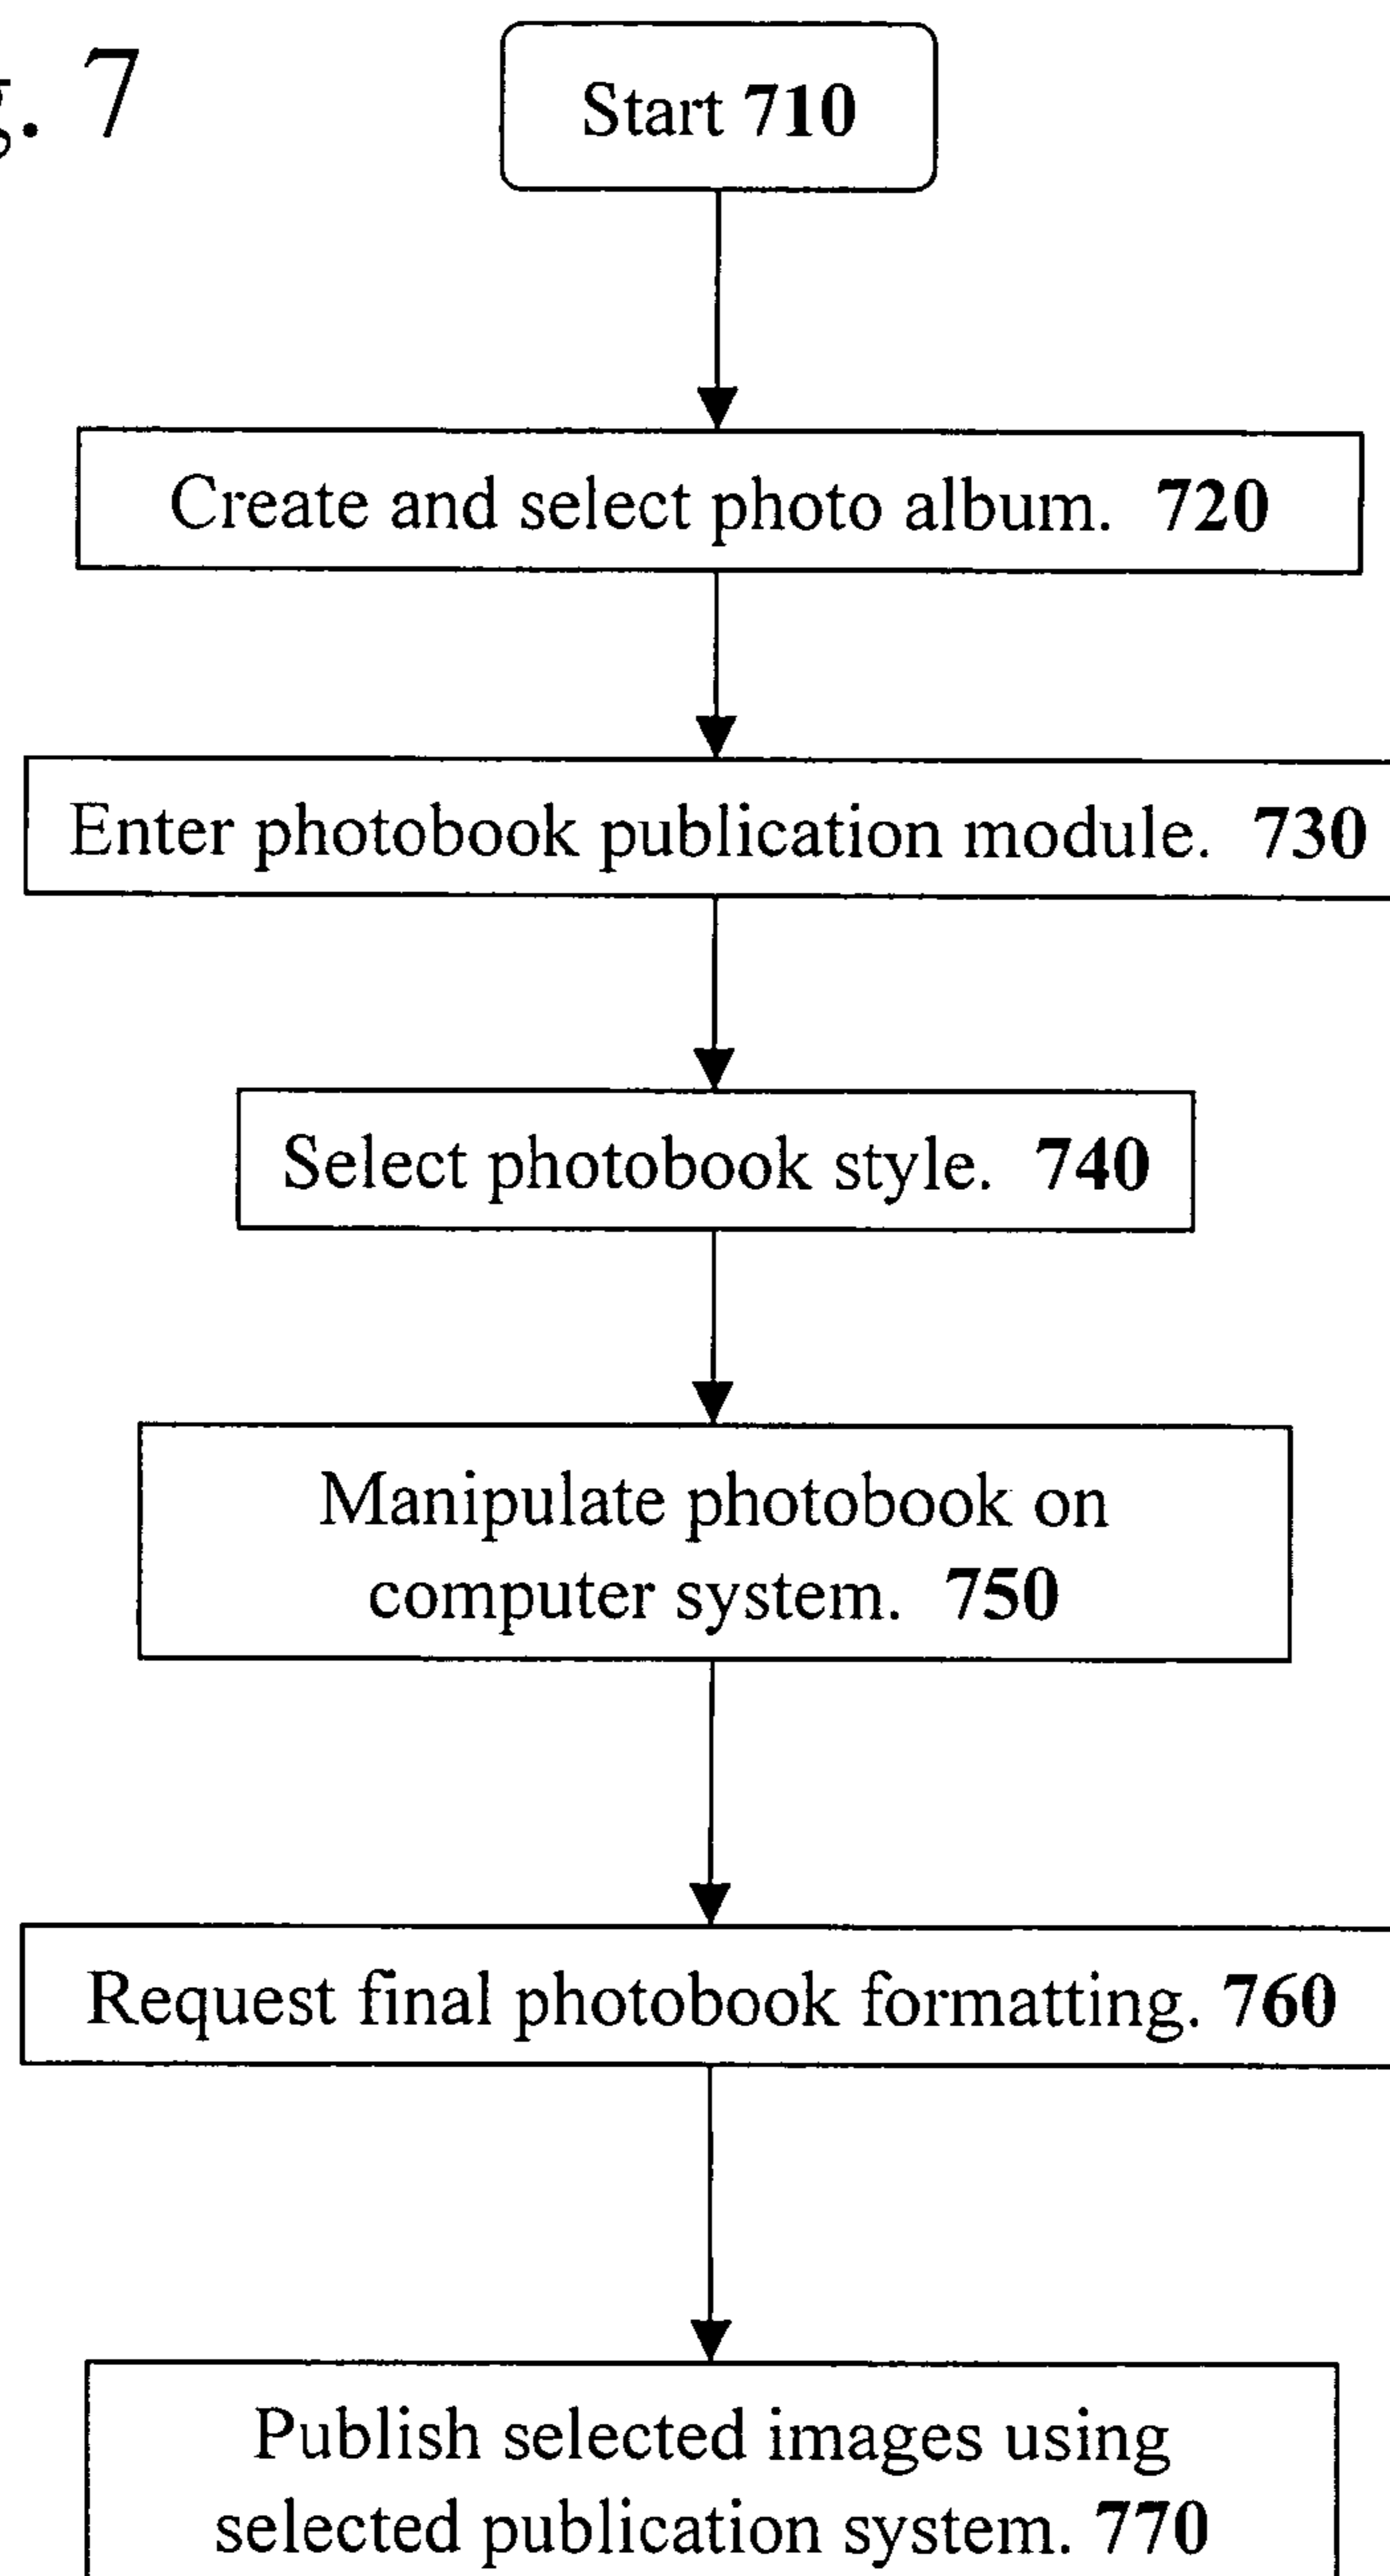 g. 7
Start 710
Create and select photo album. 720
Enter photobook publication module. 730
Select photobook style. 740
Manipulate photobook on
computer system. 750
Request final photobook formatting. 760
Publish selected images using
selected publication system. 770